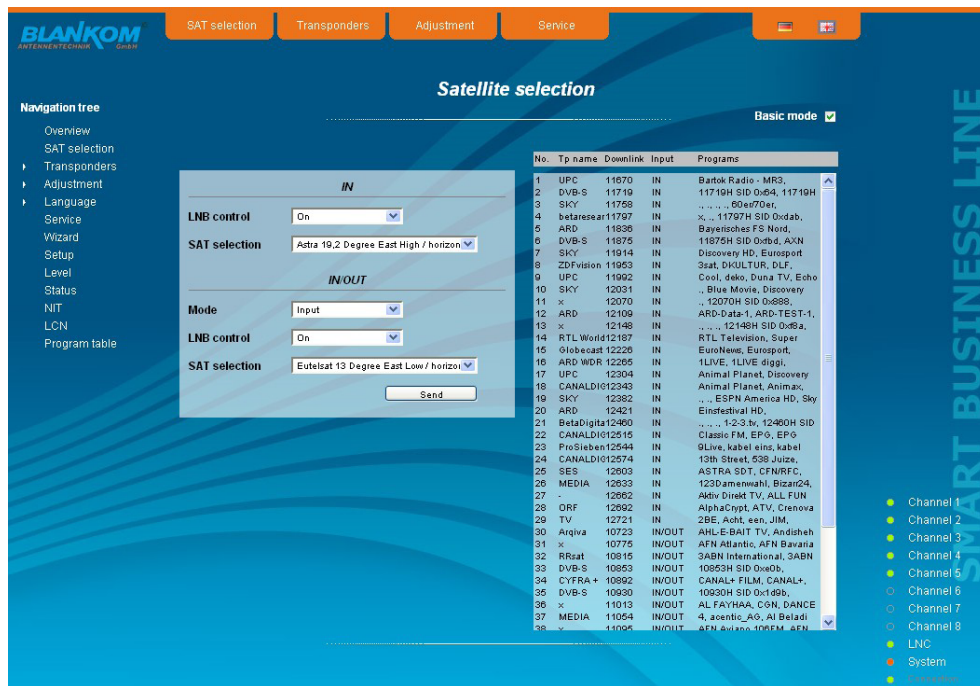 BLANKOM
ANTENNENTECHNIK GmbH
SAT selection
Transponders
Adjustment
Service
Satellite selection
Basic mode
Navigation tree
Overview
SAT selection
Transponders
Adjustment
Language
Service
Wizard
Setup
Level
Status
NIT
LCN
Program table
IN
LNB control On
SAT selection Astra 19,2 Degree East High / horizon
IN/OUT
Mode Input
LNB control On
SAT selection Eutelsat 13 Degree East Low / horizoi
Send
No. Tp name Downlink Input Programs
1 UPC 11670 IN Bartok Radio - MR3,
2 DVB-S 11719 IN 11719H SID 0x64, 11719H
3 SKY 11758 IN ., ., ., ., 60er/70er,
4 betaresear11797 IN x, ., 11797H SID 0xdab,
5 ARD 11836 IN Bayerisches FS Nord,
6 DVB-S 11875 IN 11875H SID 0xfbd, AXN
7 SKY 11914 IN Discovery HD, Eurosport
8 ZDFvision 11953 IN 3sat, DKULTUR, DLF,
9 UPC 11992 IN Cool, deko, Duna TV, Echo
10 SKY 12031 IN ., Blue Movie, Discovery
11 x 12070 IN ., 12070H SID 0x888,
12 ARD 12109 IN ARD-Data-1, ARD-TEST-1,
13 x 12148 IN ., ., ., 12148H SID 0xf8a,
14 RTL World12187 IN RTL Television, Super
15 Globecast 12226 IN EuroNews, Eurosport,
16 ARD WDR 12265 IN 1LIVE, 1LIVE diggi,
17 UPC 12304 IN Animal Planet, Discovery
18 CANALDIG12343 IN Animal Planet, Animax,
19 SKY 12382 IN ., ., ESPN America HD, Sky
20 ARD 12421 IN Einsfestival HD,
21 BetaDigita12460 IN ., ., ., 1-2-3.tv, 12460H SID
22 CANALDIG12515 IN Classic FM, EPG, EPG
23 ProSieben12544 IN 9Live, kabel eins, kabel
24 CANALDIG12574 IN 13th Street, 538 Juize,
25 SES 12603 IN ASTRA SDT, CFN/RFC,
26 MEDIA 12633 IN 123Damenwahl, Bizarr24,
27 - 12662 IN Aktiv Direkt TV, ALL FUN
28 ORF 12692 IN AlphaCrypt, ATV, Crenova
29 TV 12721 IN 2BE, Acht, een, JIM,
30 Arqiva 10723 IN/OUT AHL-E-BAIT TV, Andisheh
31 x 10775 IN/OUT AFN Atlantic, AFN Bavaria
32 RRsat 10815 IN/OUT 3ABN International, 3ABN
33 DVB-S 10853 IN/OUT 10853H SID 0xe0b,
34 CYFRA + 10892 IN/OUT CANAL+ FILM, CANAL+,
35 DVB-S 10930 IN/OUT 10930H SID 0x1d9b,
36 x 11013 IN/OUT AL FAYHAA, CGN, DANCE
37 MEDIA 11054 IN/OUT 4, acentic_AG, Al Beladi
38 x 11095 IN/OUT AFN Aviano 106FM, AFN
SMART BUSINESS LINE
Channel 1
Channel 2
Channel 3
Channel 4
Channel 5
Channel 6
Channel 7
Channel 8
LNC
System